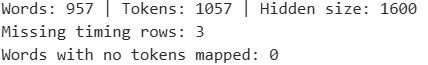 Words: 957 | Tokens: 1057 | Hidden size: 1600
Missing timing rows: 3
Words with no tokens mapped: 0